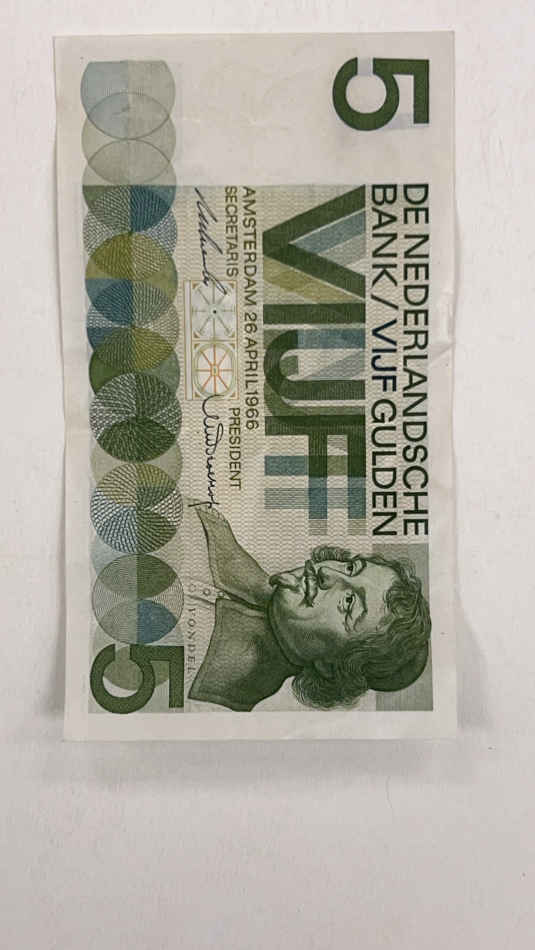 5
DE NEDERLANDSCHE
BANK / VIJF GULDEN
VIJF
AMSTERDAM 26 APRIL 1966
SECRETARIS PRESIDENT
J V VONDEL
5